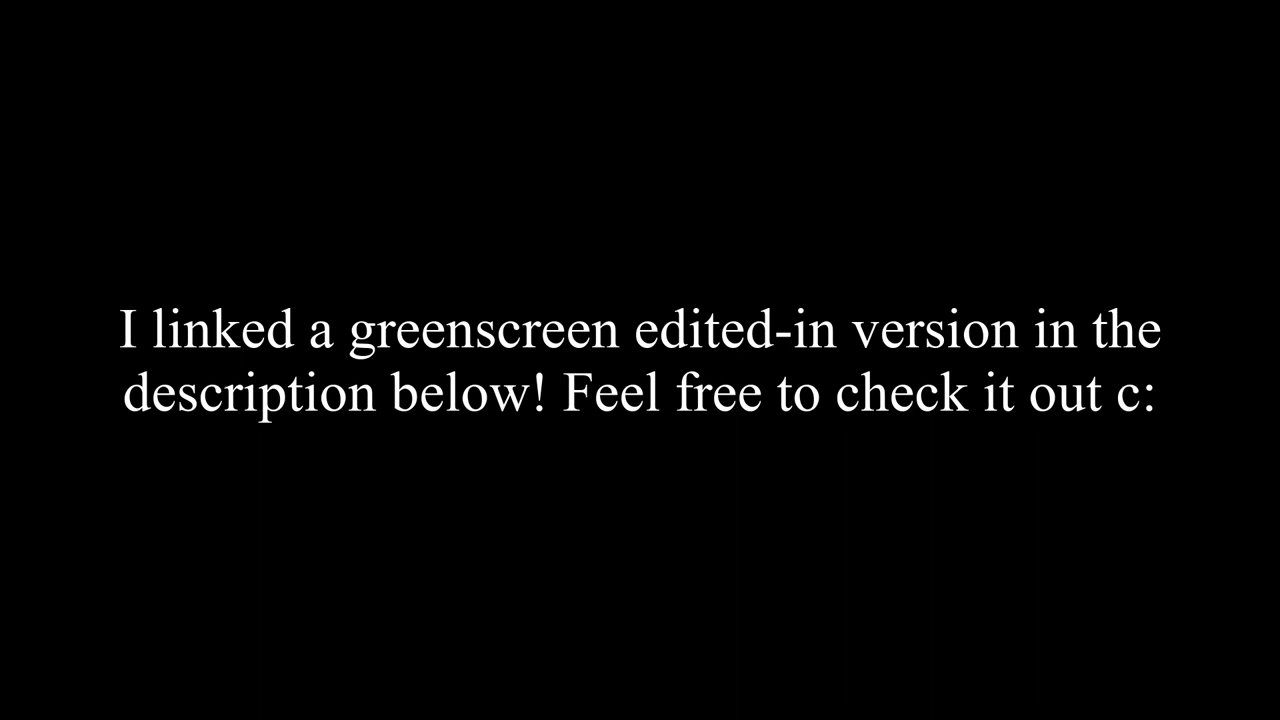 I linked a greenscreen edited-in version in the
description below! Feel free to check it out c: